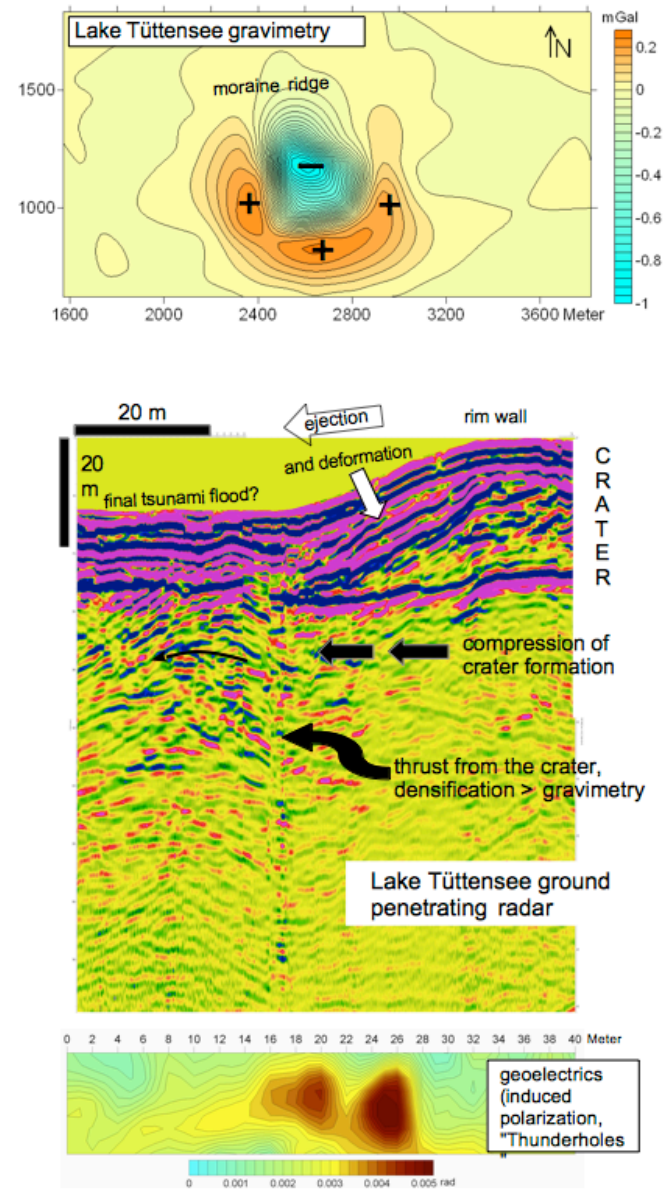 Lake Tüttensee gravimetry
N
mGal
0.2
0
-0.2
-0.4
-0.6
-0.8
-1
1500
1000
moraine ridge
−
+
+
+
1600
2000
2400
2800
3200
3600 Meter
20 m
ejection
rim wall
20
m
and deformation
final tsunami flood?
C
R
A
T
E
R
compression of
crater formation
thrust from the crater,
densification > gravimetry
Lake Tüttensee ground
penetrating radar
0 2 4 6 8 10 12 14 16 18 20 22 24 26 28 30 32 34 36 38 40 Meter
geoelectrics
(induced
polarization,
"Thunderholes
"
0 0.001 0.002 0.003 0.004 0.005 rad